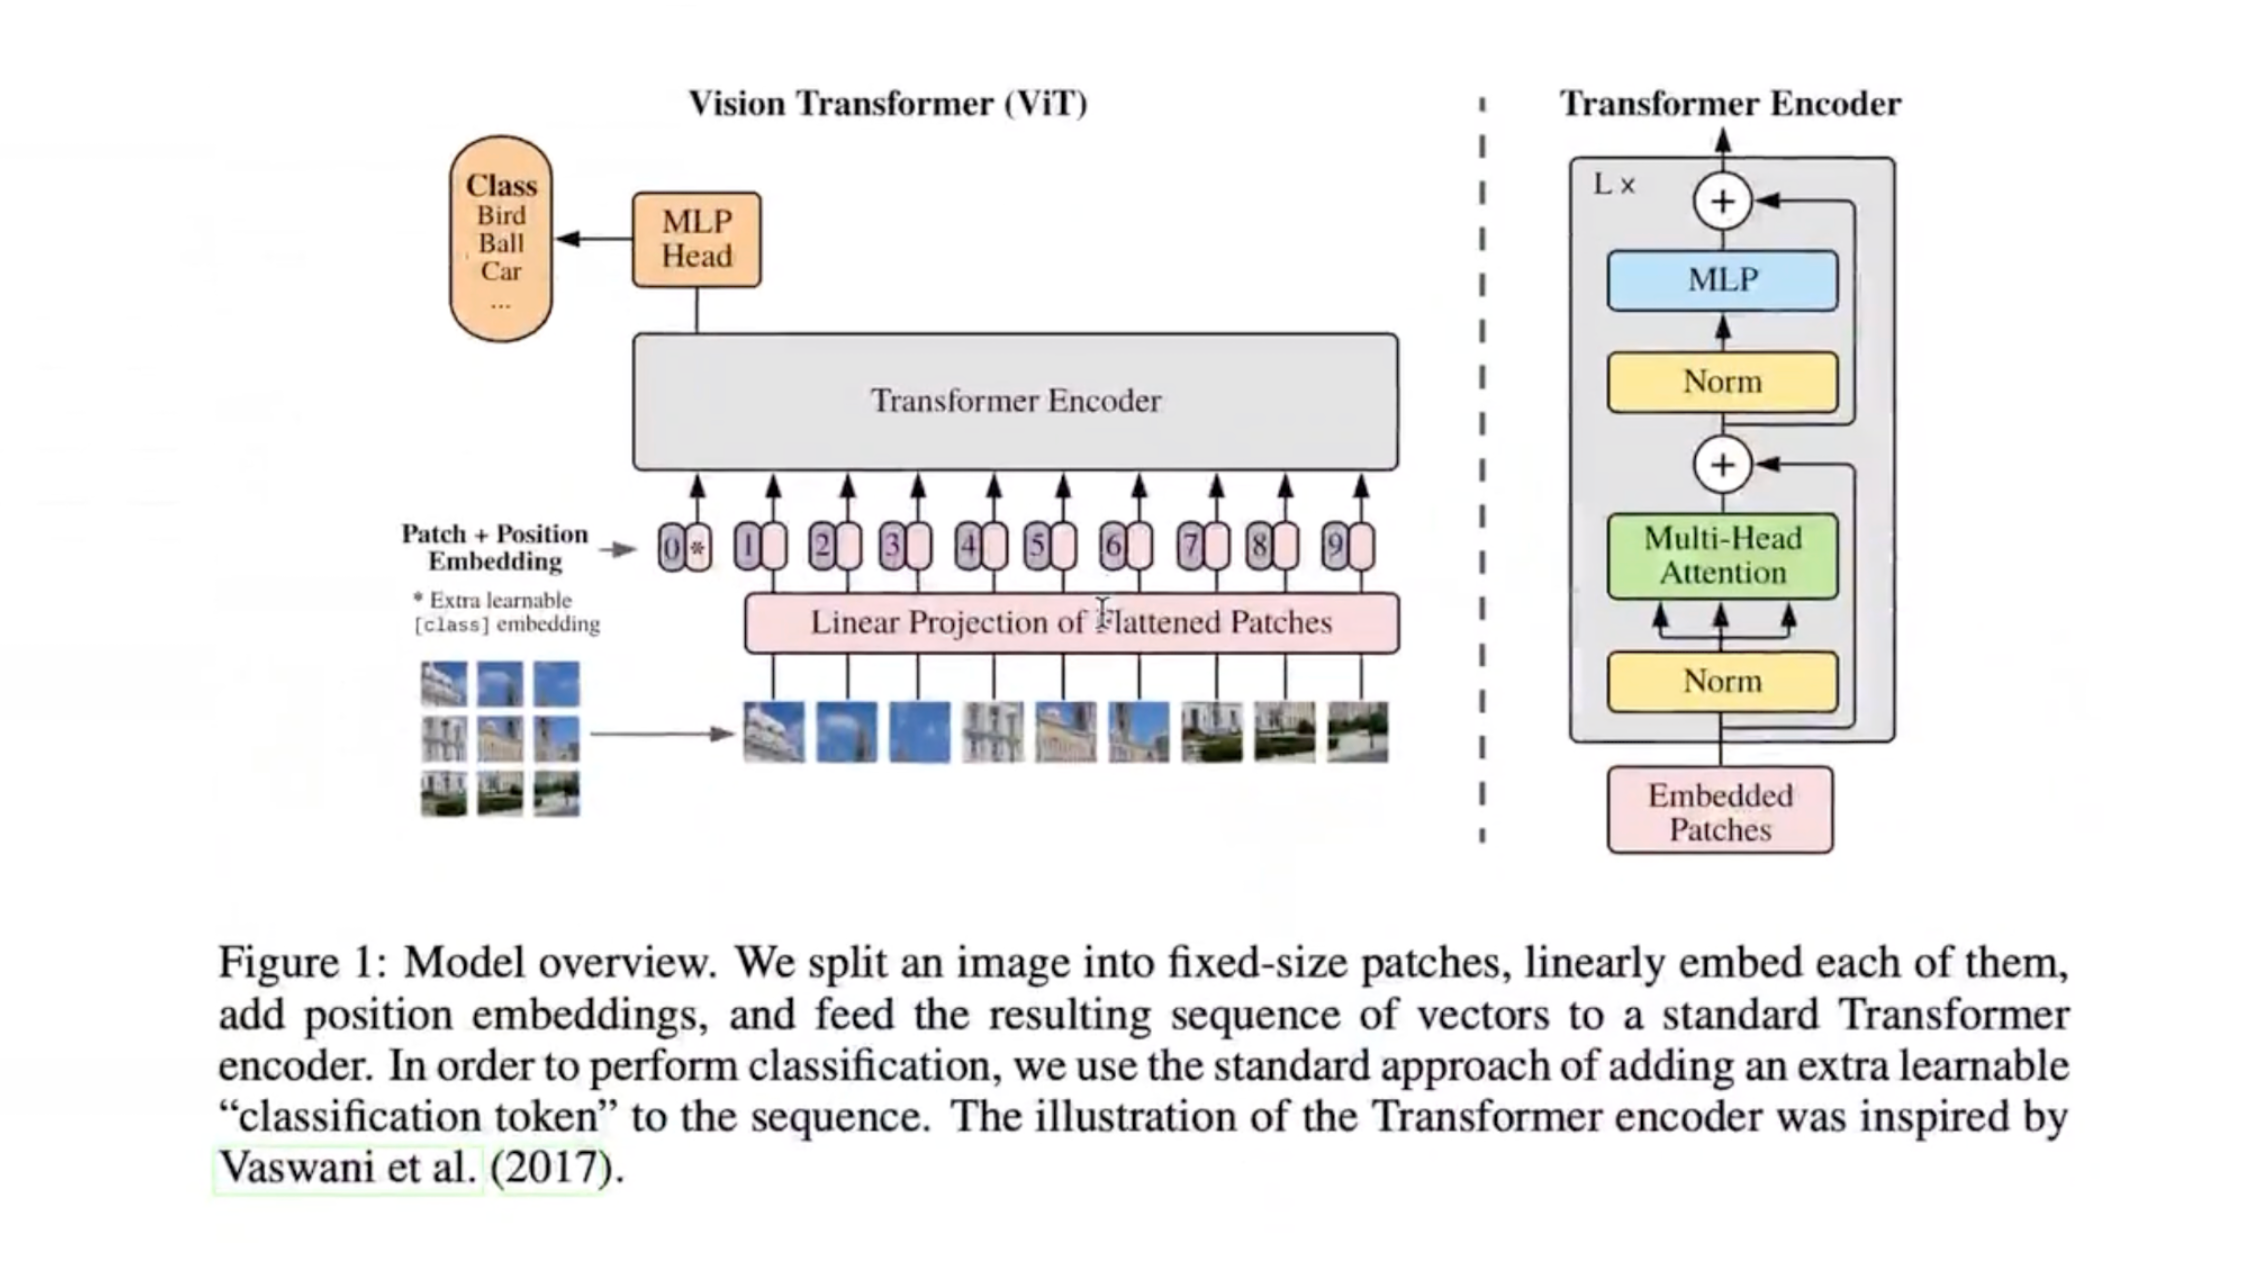 Vision Transformer (ViT)
Class
Bird
Ball
Car
...
MLP
Head
Transformer Encoder
Patch + Position
Embedding
* Extra learnable
[class] embedding
0 * 1 2 3 4 5 6 7 8 9
Linear Projection of Flattened Patches
Transformer Encoder
L x
+
MLP
Norm
+
Multi-Head
Attention
Norm
Embedded
Patches
Figure 1: Model overview. We split an image into fixed-size patches, linearly embed each of them,
add position embeddings, and feed the resulting sequence of vectors to a standard Transformer
encoder. In order to perform classification, we use the standard approach of adding an extra learnable
“classification token” to the sequence. The illustration of the Transformer encoder was inspired by
Vaswani et al. (2017).